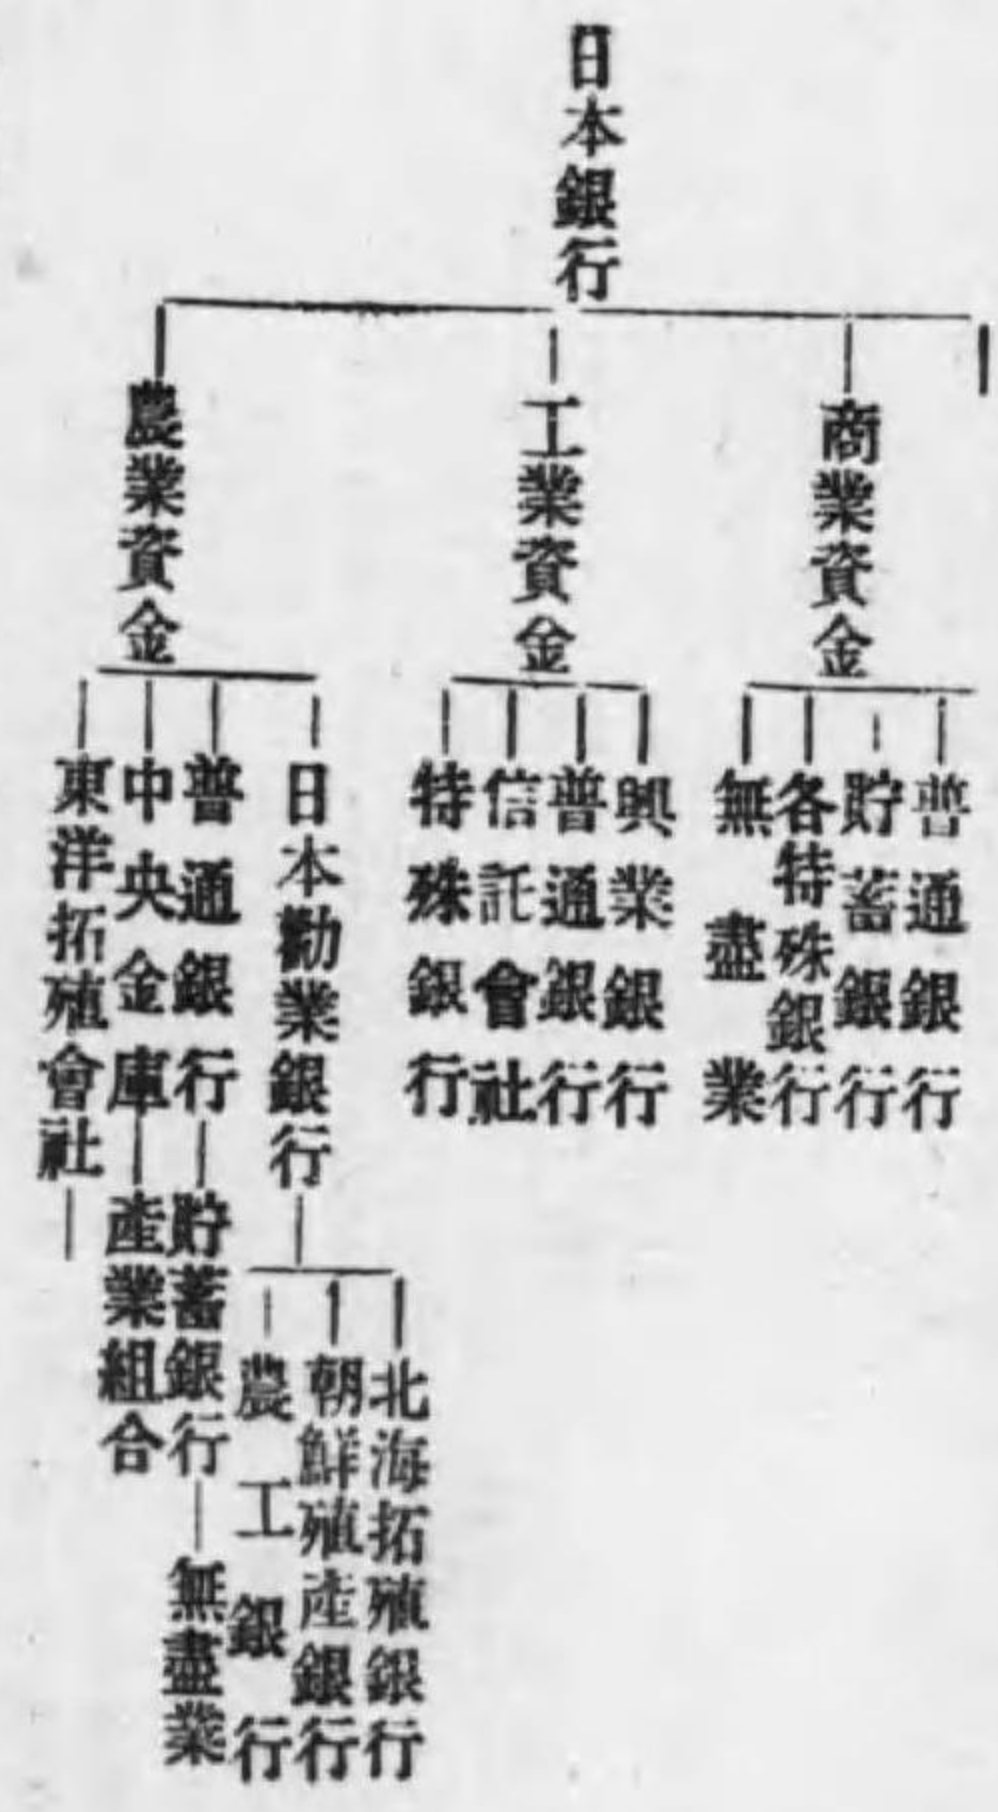 日本銀行
商業資金
普通銀行
貯蓄銀行
各特殊銀行
無盡業
工業資金
興業銀行
普通銀行
信託會社
特殊銀行
農業資金
日本勸業銀行
北海拓殖銀行
朝鮮殖產銀行
農工銀行
普通銀行
貯蓄銀行
無盡業
中央金庫
產業組合
東洋拓殖會社